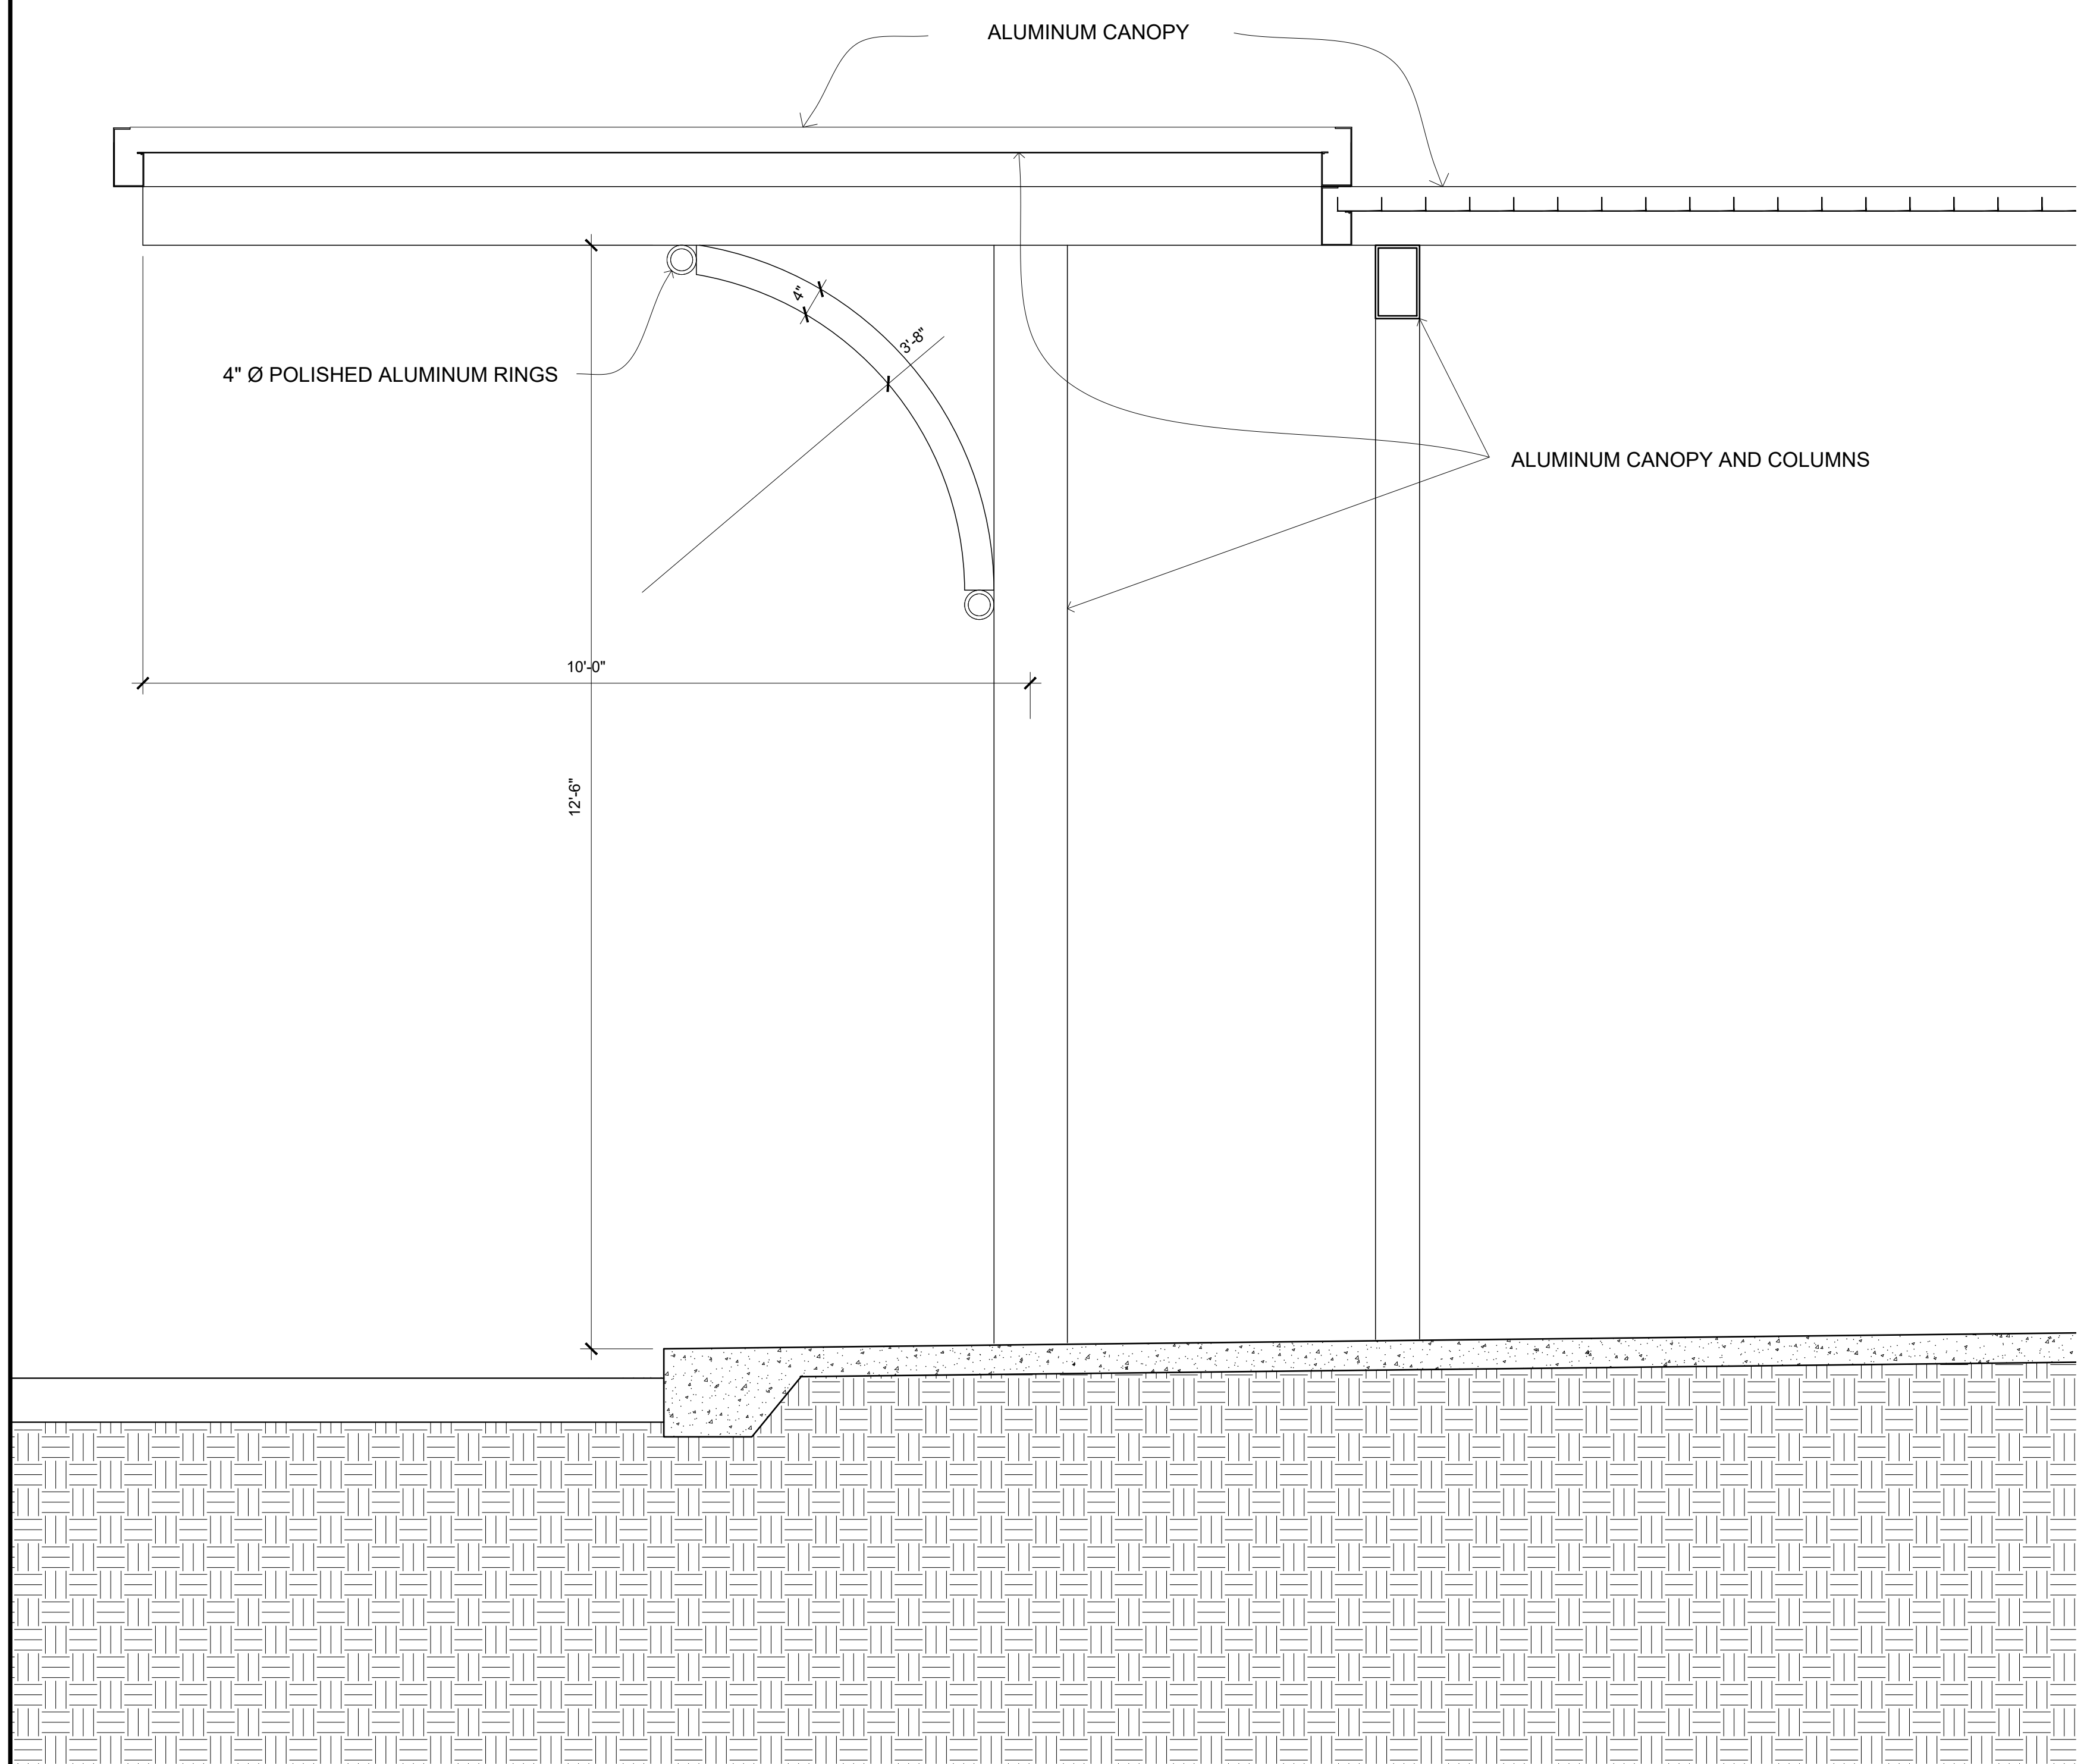 ALUMINUM CANOPY
4"
3'-8"
4" Ø POLISHED ALUMINUM RINGS
ALUMINUM CANOPY AND COLUMNS
10'-0"
12'-6"